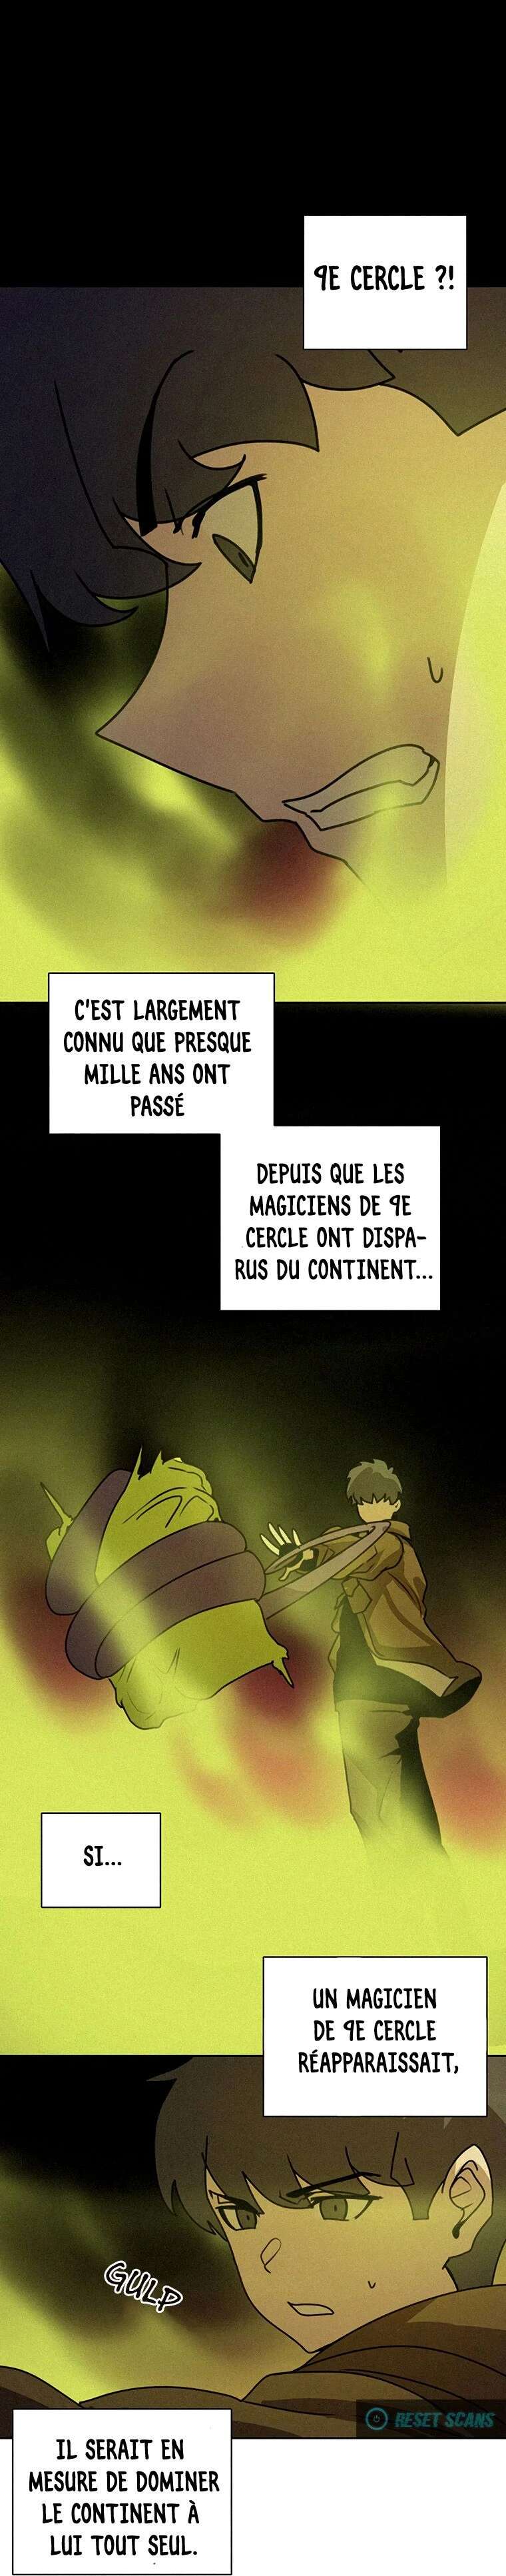 9E CERCLE ?!
C'EST LARGEMENT
CONNU QUE PRESQUE
MILLE ANS ONT
PASSÉ
DEPUIS QUE LES
MAGICIENS DE 9E
CERCLE ONT DISPA-
RUS DU CONTINENT...
SI...
UN MAGICIEN
DE 9E CERCLE
RÉAPPARAISSAIT,
GULP
RESET SCANS
IL SERAIT EN
MESURE DE DOMINER
LE CONTINENT À
LUI TOUT SEUL.